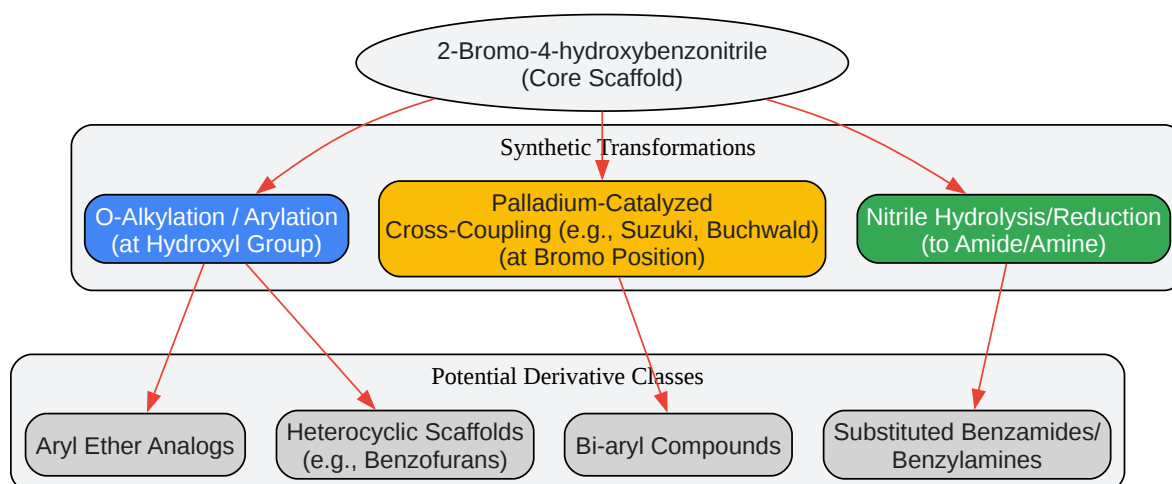 2-Bromo-4-hydroxybenzonitrile
(Core Scaffold)
Synthetic Transformations
O-Alkylation / Arylation
(at Hydroxyl Group)
Palladium-Catalyzed
Cross-Coupling (e.g., Suzuki, Buchwald)
(at Bromo Position)
Nitrile Hydrolysis/Reduction
(to Amide/Amine)
Potential Derivative Classes
Aryl Ether Analogs
Heterocyclic Scaffolds
(e.g., Benzofurans)
Bi-aryl Compounds
Substituted Benzamides/
Benzylamines